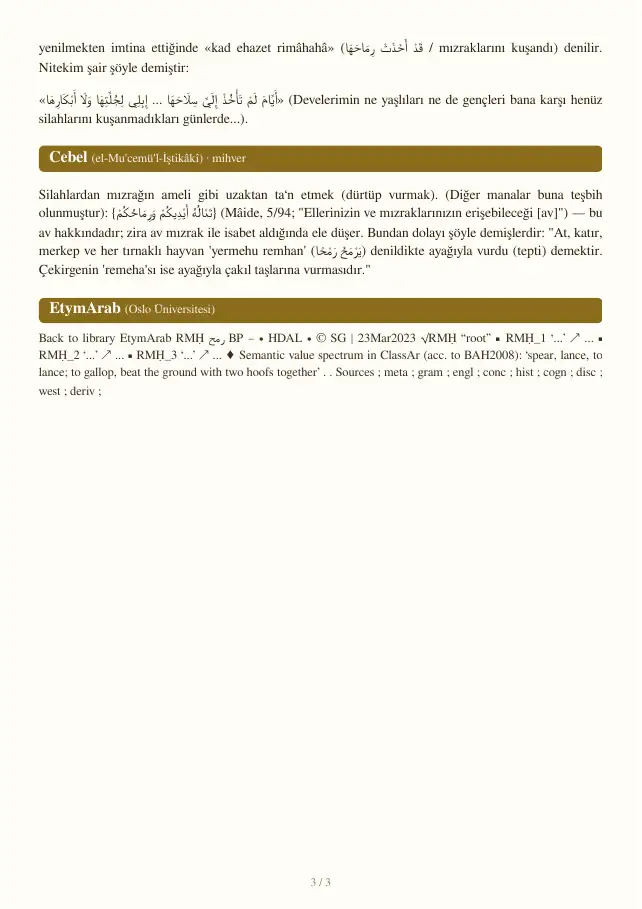 yenilmekten imtina ettiğinde «kad ehazet rimâhahâ» (قَدْ أَخَذَتْ رِمَاحَهَا / mızraklarını kuşandı) denilir.
Nitekim şair şöyle demiştir:
«أَيَّامَ لَمْ تَأْخُذْ إِلَيَّ سِلَاحَهَا ... إِبِلِي لِجُلَّتِهَا وَلَا أَبْكَارِهَا» (Develerimin ne yaşlıları ne de gençleri bana karşı henüz
silahlarını kuşanmadıkları günlerde...).
Cebel (el-Mu'cemü'l-İştikâkî) · mihver
Silahlardan mızrağın ameli gibi uzaktan ta‘n etmek (dürtüp vurmak). (Diğer manalar buna teşbih
olunmuştur): {تَنَالُهُ أَيْدِيكُمْ وَرِمَاحُكُمْ} (Mâide, 5/94; "Ellerinizin ve mızraklarınızın erişebileceği [av]") — bu
av hakkındadır; zira av mızrak ile isabet aldığında ele düşer. Bundan dolayı şöyle demişlerdir: "At, katır,
merkep ve her tırnaklı hayvan 'yermehu remhan' (يَرْمَحُ رَمْحًا) denildikte ayağıyla vurdu (tepti) demektir.
Çekirgenin 'remeha'sı ise ayağıyla çakıl taşlarına vurmasıdır."
EtymArab (Oslo Üniversitesi)
Back to library EtymArab RMḤ رمح BP – • HDAL • © SG | 23Mar2023 √RMḤ “root” ▪ RMḤ_1 ‘...’ ↗ ... ▪
RMḤ_2 ‘...’ ↗ ... ▪ RMḤ_3 ‘...’ ↗ ... ♦ Semantic value spectrum in ClassAr (acc. to BAH2008): ‘spear, lance, to
lance; to gallop, beat the ground with two hoofs together’ . . Sources ; meta ; gram ; engl ; conc ; hist ; cogn ; disc ;
west ; deriv ;
3 / 3